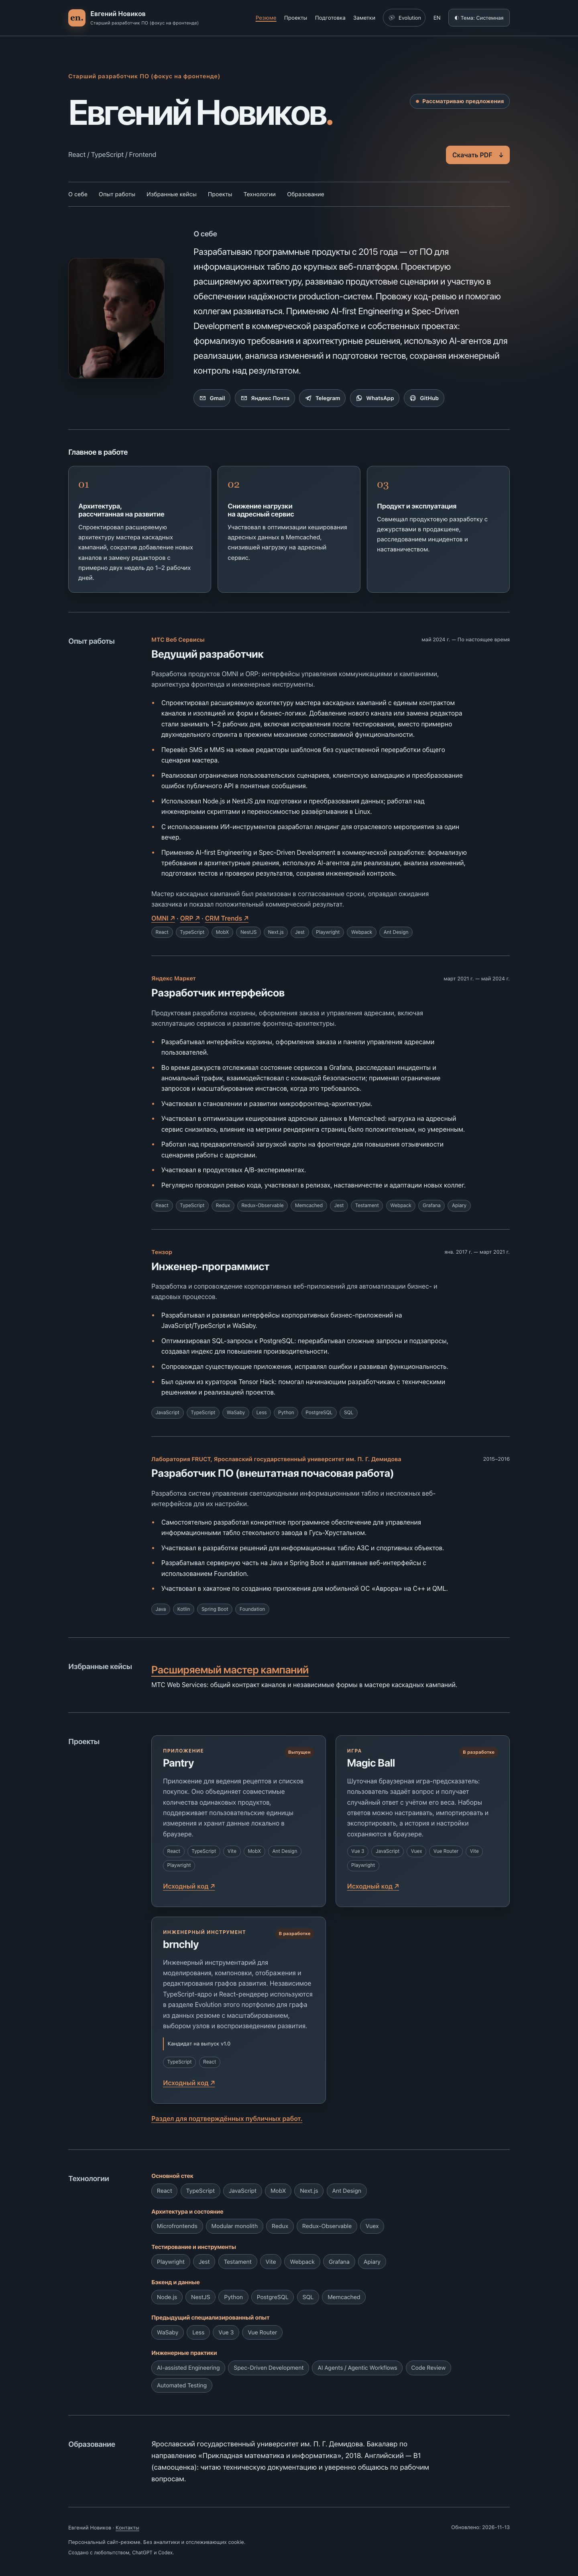 en.
Евгений Новиков
Старший разработчик ПО (фокус на фронтенде)
Резюме
Проекты
Подготовка
Заметки
Evolution
EN
Тема: Системная
Старший разработчик ПО (фокус на фронтенде)
Евгений Новиков.
Рассматриваю предложения
React / TypeScript / Frontend
Скачать PDF ↓
О себе
Опыт работы
Избранные кейсы
Проекты
Технологии
Образование
О себе
Разрабатываю программные продукты с 2015 года — от ПО для
информационных табло до крупных веб-платформ. Проектирую
расширяемую архитектуру, развиваю продуктовые сценарии и участвую в
обеспечении надёжности production-систем. Провожу код-ревью и помогаю
коллегам развиваться. Применяю AI-first Engineering и Spec-Driven
Development в коммерческой разработке и собственных проектах:
формализую требования и архитектурные решения, использую AI-агентов для
реализации, анализа изменений и подготовки тестов, сохраняя инженерный
контроль над результатом.
Gmail
Яндекс Почта
Telegram
WhatsApp
GitHub
Главное в работе
01
Архитектура,
рассчитанная на развитие
Спроектировал расширяемую
архитектуру мастера каскадных
кампаний, сократив добавление новых
каналов и замену редакторов с
примерно двух недель до 1–2 рабочих
дней.
02
Снижение нагрузки
на адресный сервис
Участвовал в оптимизации кеширования
адресных данных в Memcached,
снизившей нагрузку на адресный
сервис.
03
Продукт и эксплуатация
Совмещал продуктовую разработку с
дежурствами в продакшене,
расследованием инцидентов и
наставничеством.
Опыт работы
МТС Веб Сервисы
май 2024 г. — По настоящее время
Ведущий разработчик
Разработка продуктов OMNI и ORP: интерфейсы управления коммуникациями и кампаниями,
архитектура фронтенда и инженерные инструменты.
Спроектировал расширяемую архитектуру мастера каскадных кампаний с единым контрактом
каналов и изоляцией их форм и бизнес-логики. Добавление нового канала или замена редактора
стали занимать 1–2 рабочих дня, включая исправления после тестирования, вместо примерно
двухнедельного спринта в прежнем механизме сопоставимой функциональности.
Перевёл SMS и MMS на новые редакторы шаблонов без существенной переработки общего
сценария мастера.
Реализовал ограничения пользовательских сценариев, клиентскую валидацию и преобразование
ошибок публичного API в понятные сообщения.
Использовал Node.js и NestJS для подготовки и преобразования данных; работал над
инженерными скриптами и переносимостью развёртывания в Linux.
С использованием ИИ-инструментов разработал лендинг для отраслевого мероприятия за один
вечер.
Применяю AI-first Engineering и Spec-Driven Development в коммерческой разработке: формализую
требования и архитектурные решения, использую AI-агентов для реализации, анализа изменений,
подготовки тестов и проверки результатов, сохраняя инженерный контроль.
Мастер каскадных кампаний был реализован в согласованные сроки, оправдал ожидания
заказчика и показал положительный коммерческий результат.
OMNI ↗ · ORP ↗ · CRM Trends ↗
React
TypeScript
MobX
NestJS
Next.js
Jest
Playwright
Webpack
Ant Design
Яндекс Маркет
март 2021 г. — май 2024 г.
Разработчик интерфейсов
Продуктовая разработка корзины, оформления заказа и управления адресами, включая
эксплуатацию сервисов и развитие фронтенд-архитектуры.
Разрабатывал интерфейсы корзины, оформления заказа и панели управления адресами
пользователей.
Во время дежурств отслеживал состояние сервисов в Grafana, расследовал инциденты и
аномальный трафик, взаимодействовал с командой безопасности; применял ограничение
запросов и масштабирование инстансов, когда это требовалось.
Участвовал в становлении и развитии микрофронтенд-архитектуры.
Участвовал в оптимизации кеширования адресных данных в Memcached: нагрузка на адресный
сервис снизилась, влияние на метрики рендеринга страниц было положительным, но умеренным.
Работал над предварительной загрузкой карты на фронтенде для повышения отзывчивости
сценариев работы с адресами.
Участвовал в продуктовых A/B-экспериментах.
Регулярно проводил ревью кода, участвовал в релизах, наставничестве и адаптации новых коллег.
React
TypeScript
Redux
Redux-Observable
Memcached
Jest
Testament
Webpack
Grafana
Apiary
Тензор
янв. 2017 г. — март 2021 г.
Инженер-программист
Разработка и сопровождение корпоративных веб-приложений для автоматизации бизнес- и
кадровых процессов.
Разрабатывал и развивал интерфейсы корпоративных бизнес-приложений на
JavaScript/TypeScript и WaSaby.
Оптимизировал SQL-запросы к PostgreSQL: перерабатывал сложные запросы и подзапросы,
создавал индекс для повышения производительности.
Сопровождал существующие приложения, исправлял ошибки и развивал функциональность.
Был одним из кураторов Tensor Hack: помогал начинающим разработчикам с техническими
решениями и реализацией проектов.
JavaScript
TypeScript
WaSaby
Less
Python
PostgreSQL
SQL
Лаборатория FRUCT, Ярославский государственный университет им. П. Г. Демидова
2015–2016
Разработчик ПО (внештатная почасовая работа)
Разработка систем управления светодиодными информационными табло и несложных веб-
интерфейсов для их настройки.
Самостоятельно разработал конкретное программное обеспечение для управления
информационными табло стекольного завода в Гусь-Хрустальном.
Участвовал в разработке решений для информационных табло АЗС и спортивных объектов.
Разрабатывал серверную часть на Java и Spring Boot и адаптивные веб-интерфейсы с
использованием Foundation.
Участвовал в хакатоне по созданию приложения для мобильной ОС «Аврора» на C++ и QML.
Java
Kotlin
Spring Boot
Foundation
Избранные кейсы
Расширяемый мастер кампаний
МТС Web Services: общий контракт каналов и независимые формы в мастере каскадных кампаний.
Проекты
ПРИЛОЖЕНИЕ
Выпущен
Pantry
Приложение для ведения рецептов и списков
покупок. Оно объединяет совместимые
количества одинаковых продуктов,
поддерживает пользовательские единицы
измерения и хранит данные локально в
браузере.
React
TypeScript
Vite
MobX
Ant Design
Playwright
Исходный код ↗
ИГРА
В разработке
Magic Ball
Шуточная браузерная игра-предсказатель:
пользователь задаёт вопрос и получает
случайный ответ с учётом его веса. Наборы
ответов можно настраивать, импортировать и
экспортировать, а история и настройки
сохраняются в браузере.
Vue 3
JavaScript
Vuex
Vue Router
Vite
Playwright
Исходный код ↗
ИНЖЕНЕРНЫЙ ИНСТРУМЕНТ
В разработке
brnchly
Инженерный инструментарий для
моделирования, компоновки, отображения и
редактирования графов развития. Независимое
TypeScript-ядро и React-рендерер используются
в разделе Evolution этого портфолио для графа
из данных резюме с масштабированием,
выбором узлов и воспроизведением развития.
Кандидат на выпуск v1.0
TypeScript
React
Исходный код ↗
Раздел для подтверждённых публичных работ.
Технологии
Основной стек
React
TypeScript
JavaScript
MobX
Next.js
Ant Design
Архитектура и состояние
Microfrontends
Modular monolith
Redux
Redux-Observable
Vuex
Тестирование и инструменты
Playwright
Jest
Testament
Vite
Webpack
Grafana
Apiary
Бэкенд и данные
Node.js
NestJS
Python
PostgreSQL
SQL
Memcached
Предыдущий специализированный опыт
WaSaby
Less
Vue 3
Vue Router
Инженерные практики
AI-assisted Engineering
Spec-Driven Development
AI Agents / Agentic Workflows
Code Review
Automated Testing
Образование
Ярославский государственный университет им. П. Г. Демидова. Бакалавр по
направлению «Прикладная математика и информатика», 2018. Английский — B1
(самооценка): читаю техническую документацию и уверенно общаюсь по рабочим
вопросам.
Евгений Новиков · Контакты
Обновлено: 2026-11-13
Персональный сайт-резюме. Без аналитики и отслеживающих cookie.
Создано с любопытством, ChatGPT и Codex.